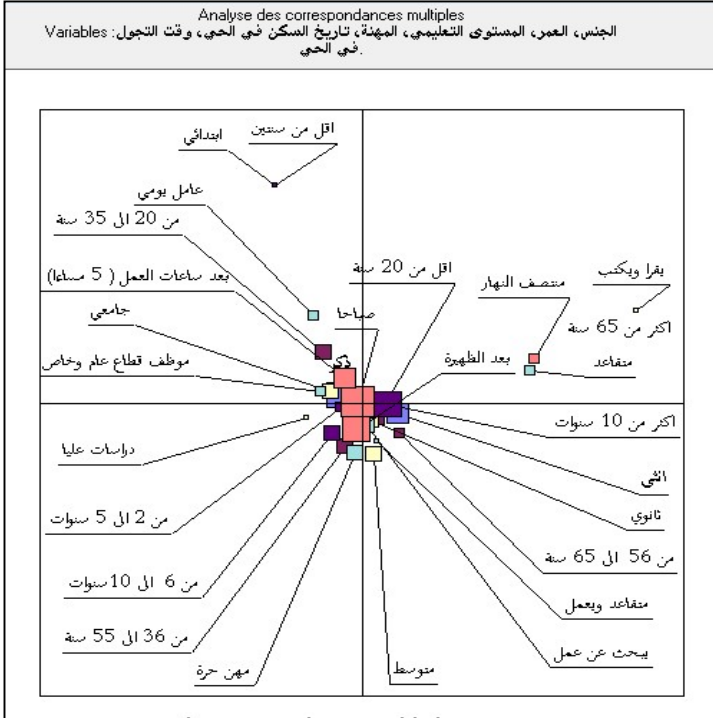 Analyse des correspondances multiples
Variables :الجنس، العمر، المستوى التعليمي، المهنة، تاريخ السكن في الحي، وقت التجول
في الحي.
اقل من سنتين
ابتدائي
عامل يومي
من 20 الى 35 سنة
بعد ساعات العمل ( 5 مساءا)
اقل من 20 سنة
منتصف النهار
يقرا ويكتب
جامعي
صباحا
اكثر من 65 سنة
ذكر
موظف قطاع عام وخاص
بعد الظهيرة
متقاعد
اكثر من 10 سنوات
دراسات عليا
انثى
ثانوي
من 2 الى 5 سنوات
من 56 الى 65 سنة
من 6 الى 10 سنوات
متقاعد ويعمل
من 36 الى 55 سنة
يبحث عن عمل
مهن حرة
متوسط